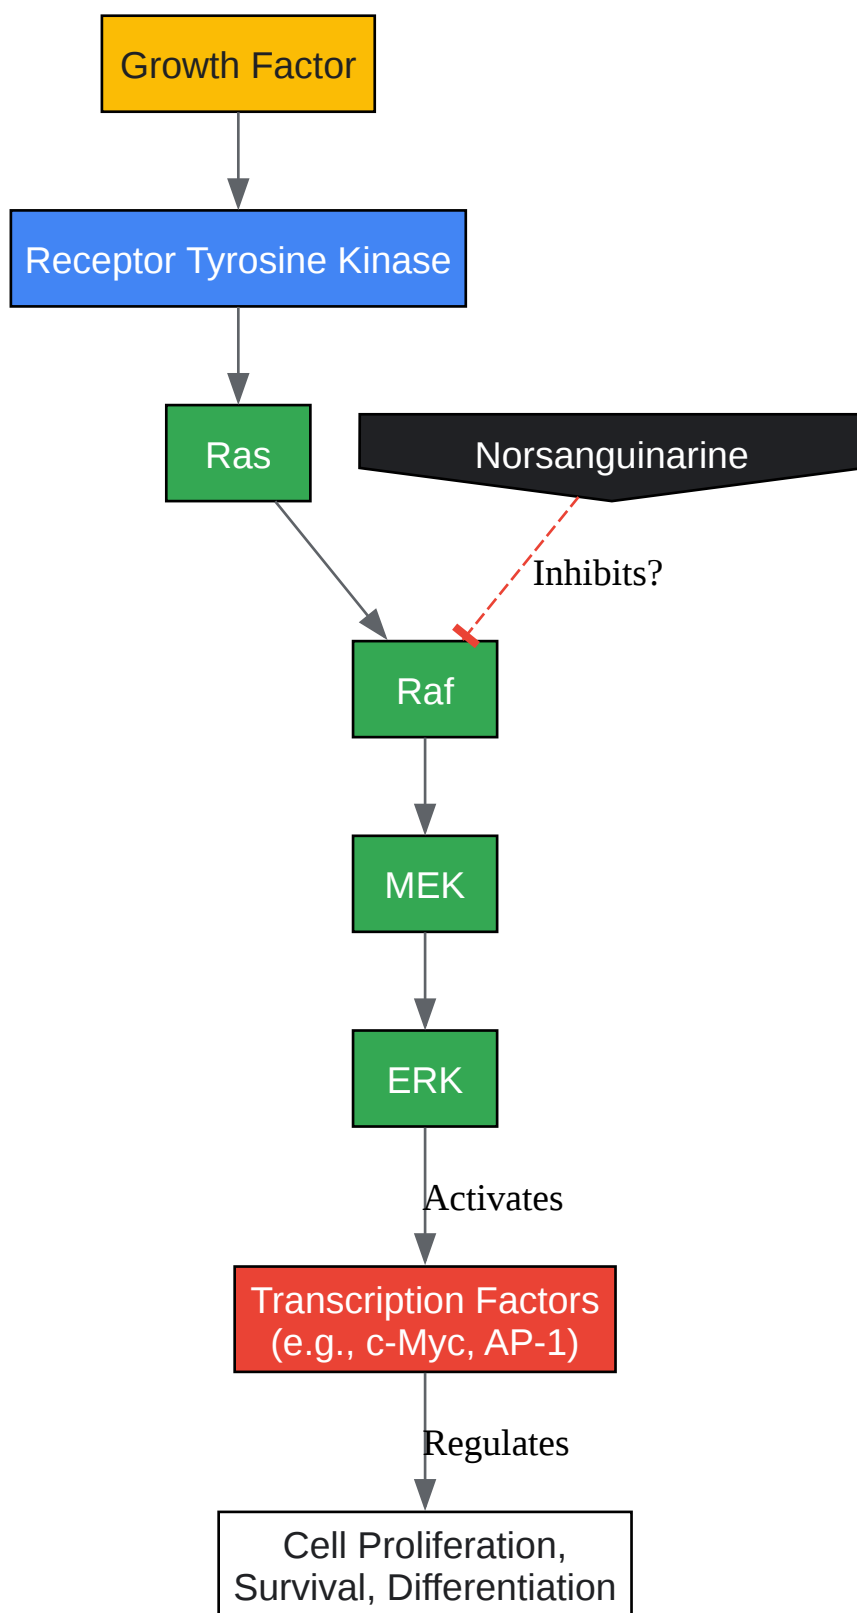 Growth Factor
Receptor Tyrosine Kinase
Ras
Norsanguinarine
Inhibits?
Raf
MEK
ERK
Activates
Transcription Factors
(e.g., c-Myc, AP-1)
Regulates
Cell Proliferation,
Survival, Differentiation